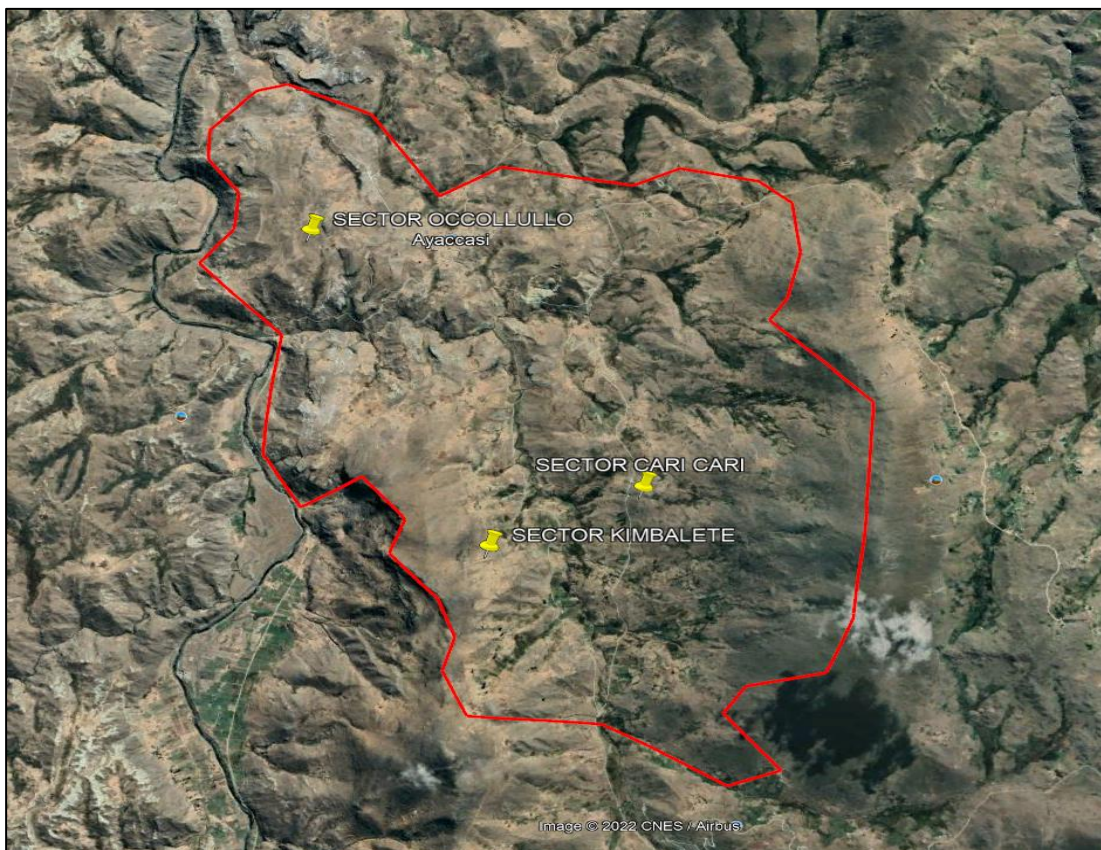 SECTOR OCCOLLULLO
Ayaccasi
SECTOR CARI CARI
SECTOR KIMBALETE
Image © 2022 CNES / Airbus